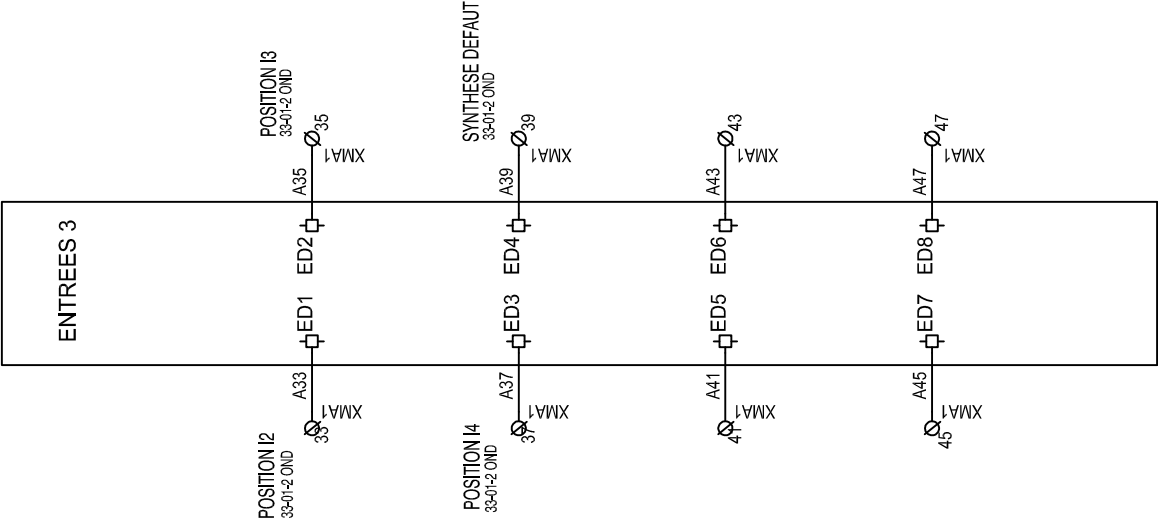 ENTREES 3
POSITION I2
33-01-2 OND
33
XMA1
A33
ED1
ED2
A35
XMA1
35
POSITION I3
33-01-2 OND
POSITION I4
33-01-2 OND
37
XMA1
A37
ED3
ED4
A39
XMA1
39
SYNTHESE DEFAUT
33-01-2 OND
41
XMA1
A41
ED5
ED6
A43
XMA1
43
45
XMA1
A45
ED7
ED8
A47
XMA1
47